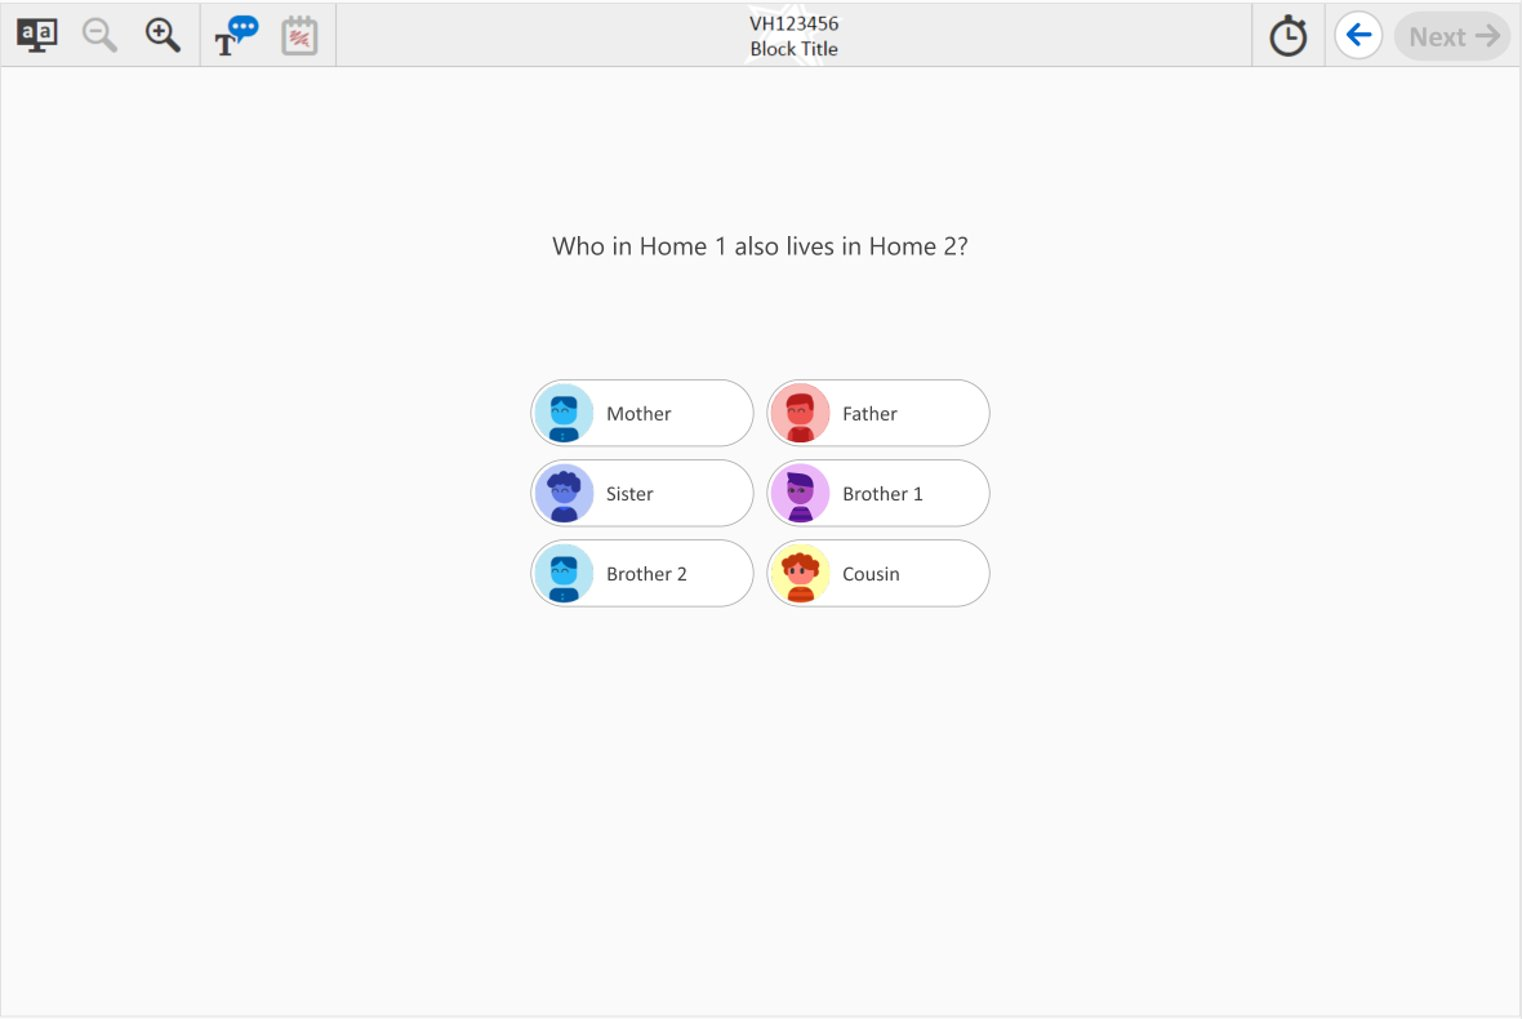 aa
T
VH123456
Block Title
Next
Who in Home 1 also lives in Home 2?
Mother
Father
Sister
Brother 1
Brother 2
Cousin